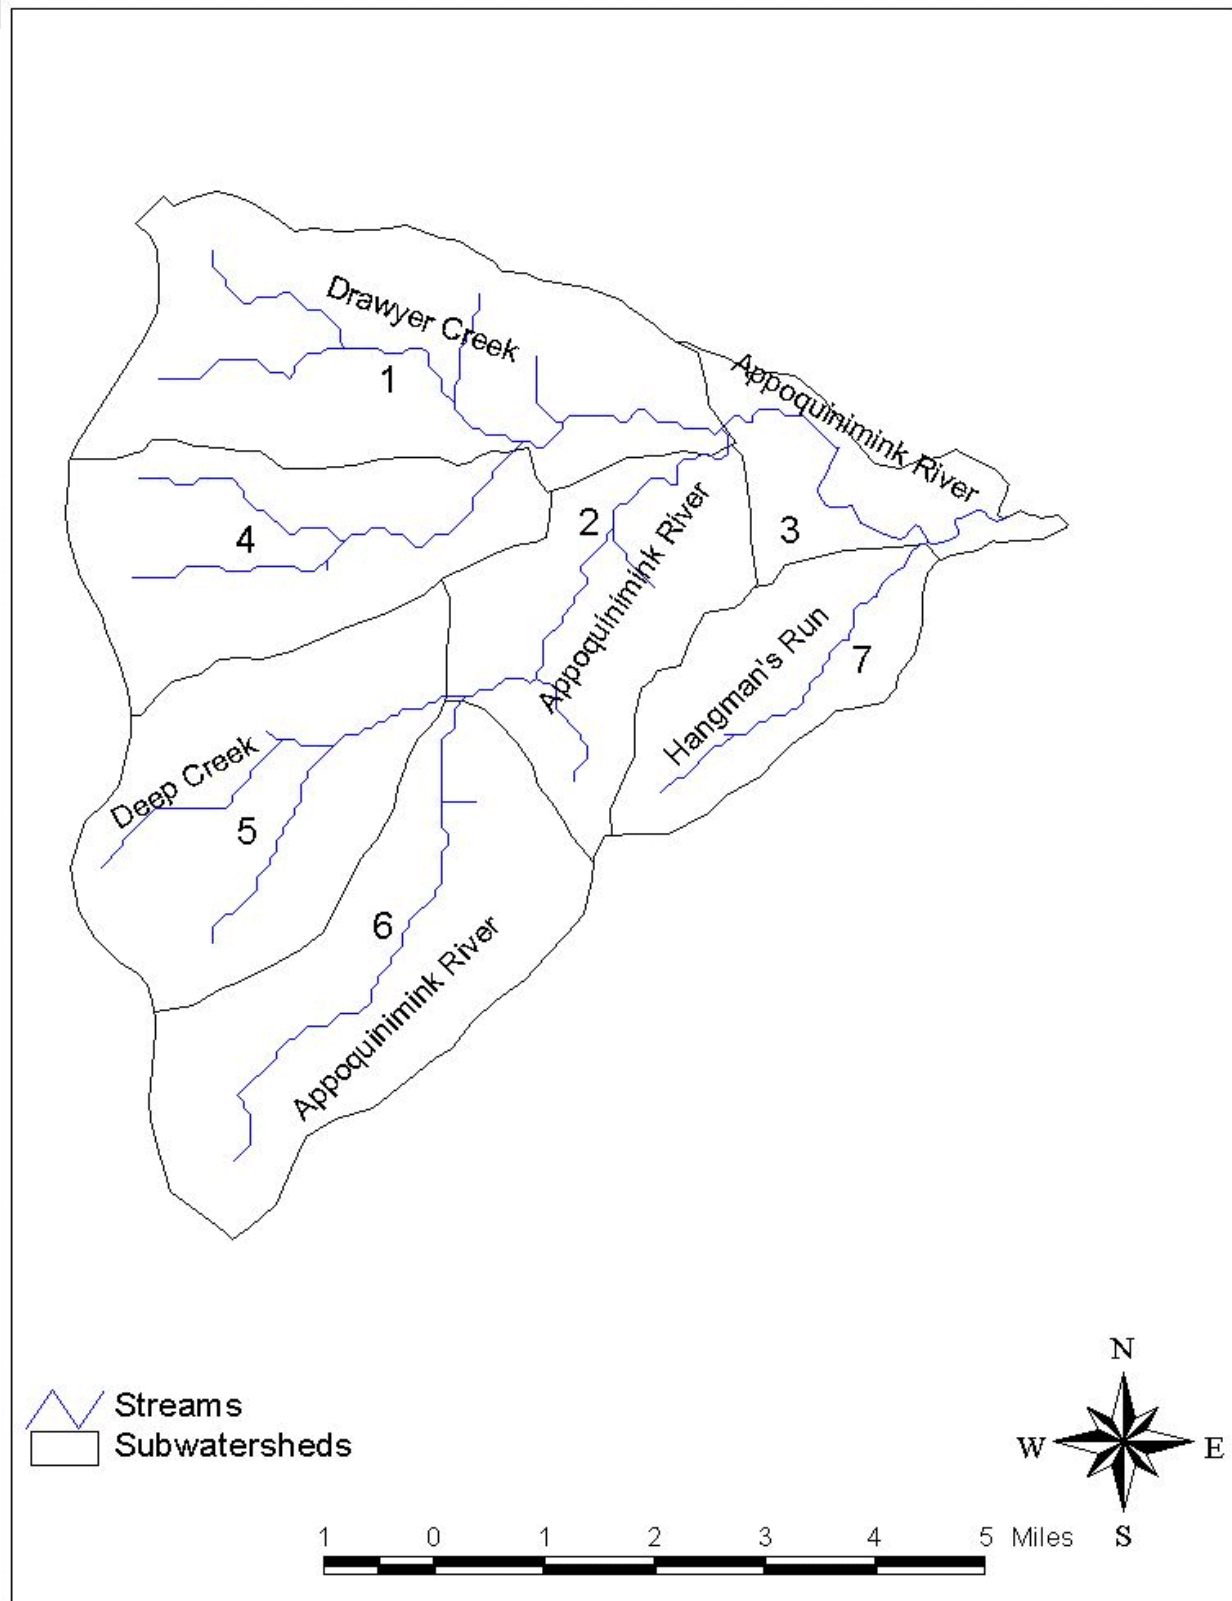 Drawyer Creek
1
Appoquinimink River
4
2
Appoquinimink River
3
Hangman's Run
7
Deep Creek
5
6
Appoquinimink River
Streams
Subwatersheds
N
W E
S
1 0 1 2 3 4 5 Miles